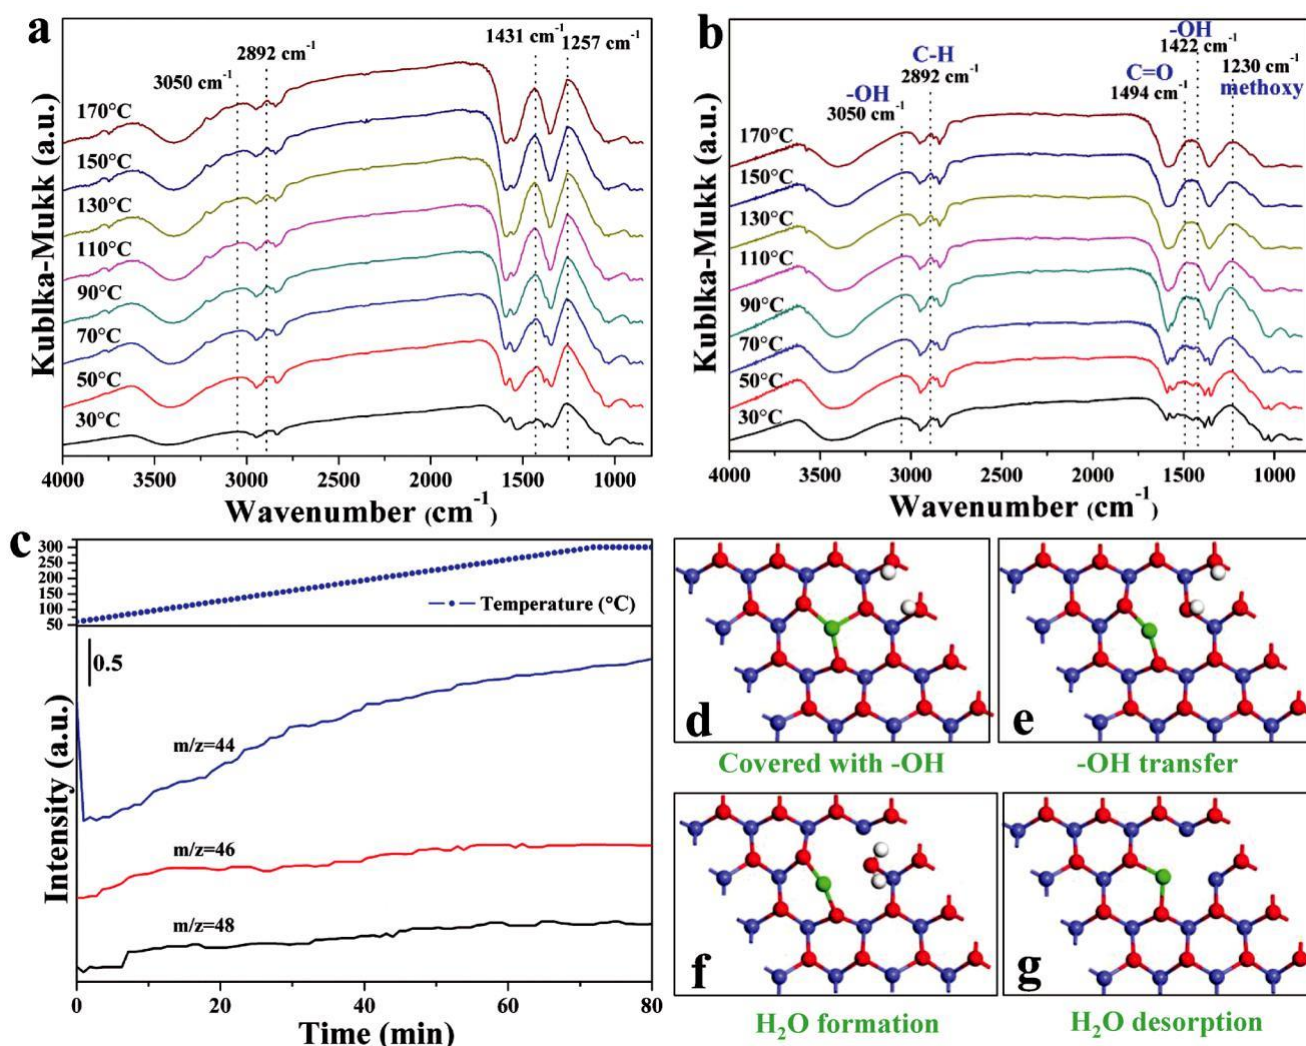 a
Kublka-Mukk (a.u.)
3050 cm-1
2892 cm-1
1431 cm-1
1257 cm-1
170°C
150°C
130°C
110°C
90°C
70°C
50°C
30°C
4000 3500 3000 2500 2000 1500 1000
Wavenumber (cm-1)
b
Kublka-Mukk (a.u.)
-OH
3050 cm-1
C-H
2892 cm-1
C=O
1494 cm-1
-OH
1422 cm-1
1230 cm-1
methoxy
170°C
150°C
130°C
110°C
90°C
70°C
50°C
30°C
4000 3500 3000 2500 2000 1500 1000
Wavenumber (cm-1)
c
300
250
200
150
100
50
Temperature (°C)
0.5
Intensity (a.u.)
m/z=44
m/z=46
m/z=48
0 20 40 60 80
Time (min)
d
Covered with -OH
e
-OH transfer
f
H2O formation
g
H2O desorption